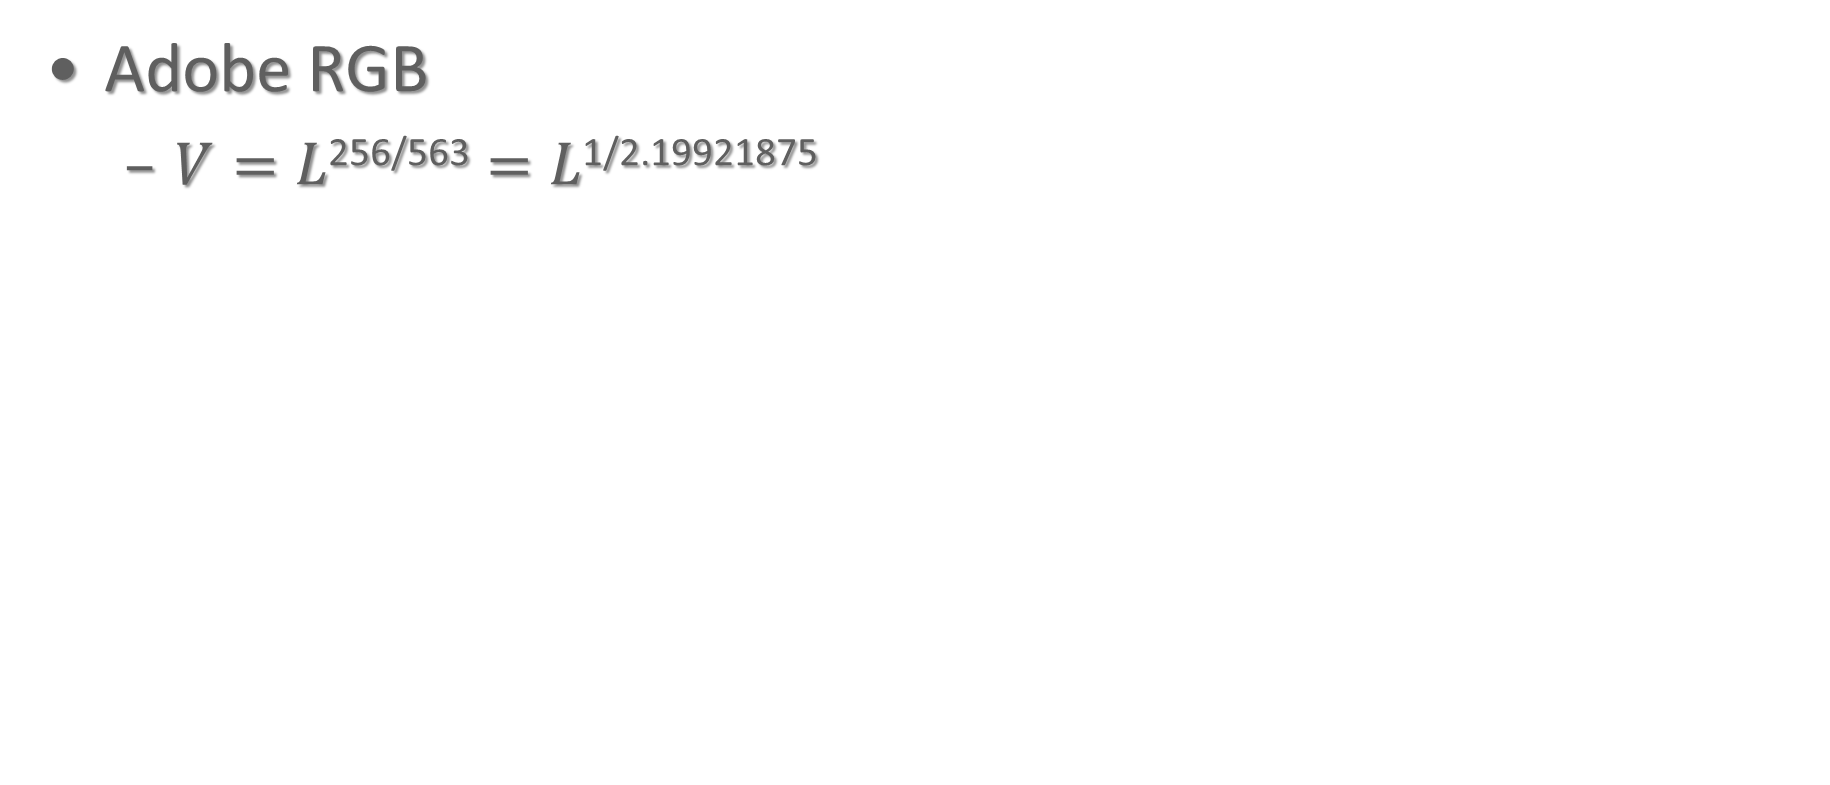 • Adobe RGB
– V = L^256/563 = L^1/2.19921875